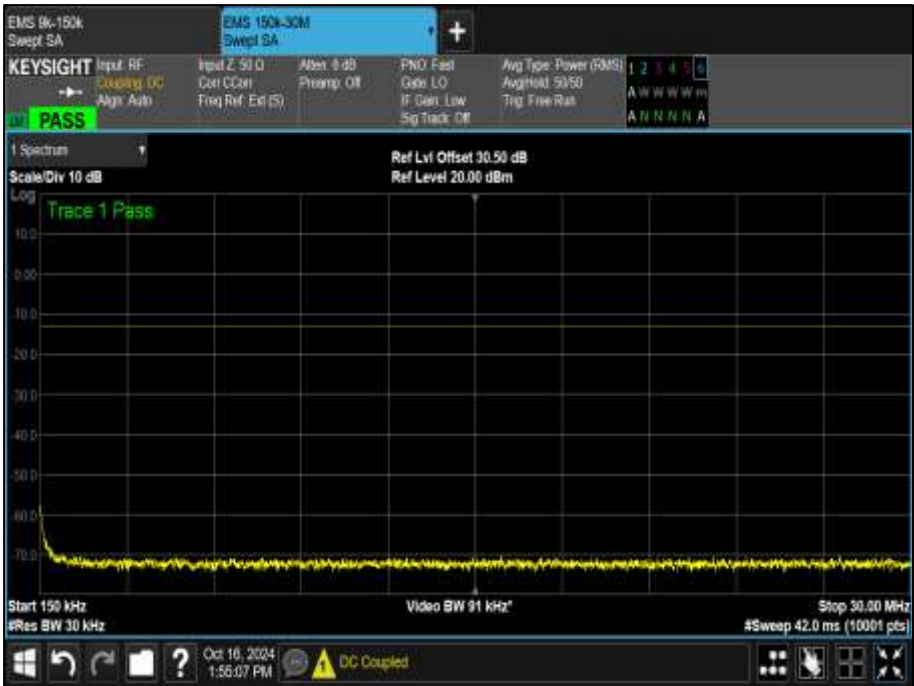 EMS 9k-150k
Swept SA
EMS 150k-30M
Swept SA
KEYSIGHT
Input: RF
Coupling: DC
Align: Auto
Input Z: 50 Ω
Corr CCorr
Freq Ref: Ext (S)
Atten: 6 dB
Preamp: Off
PNO: Fast
Gate: LO
IF Gain: Low
Sig Track: Off
Avg Type: Power (RMS)
Avg|Hold: 50/50
Trig: Free Run
1 2 3 4 5 6
A W W W W W
A N N N N A
PASS
1 Spectrum
Scale/Div 10 dB
Ref Lvl Offset 30.50 dB
Ref Level 20.00 dBm
Log
Trace 1 Pass
10.0
0.00
-10.0
-20.0
-30.0
-40.0
-50.0
-60.0
-70.0
Start 150 kHz
#Res BW 30 kHz
Video BW 91 kHz*
Stop 30.00 MHz
#Sweep 42.0 ms (10001 pts)
?
Oct 16, 2024
1:55:07 PM
1
DC Coupled